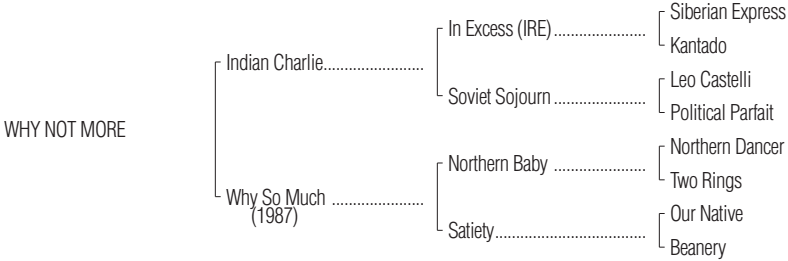 Siberian Express
In Excess (IRE)......................
Kantado
Indian Charlie........................
Leo Castelli
Soviet Sojourn ......................
Political Parfait
WHY NOT MORE
Northern Dancer
Northern Baby ......................
Two Rings
Why So Much ......................
(1987)
Our Native
Satiety....................................
Beanery